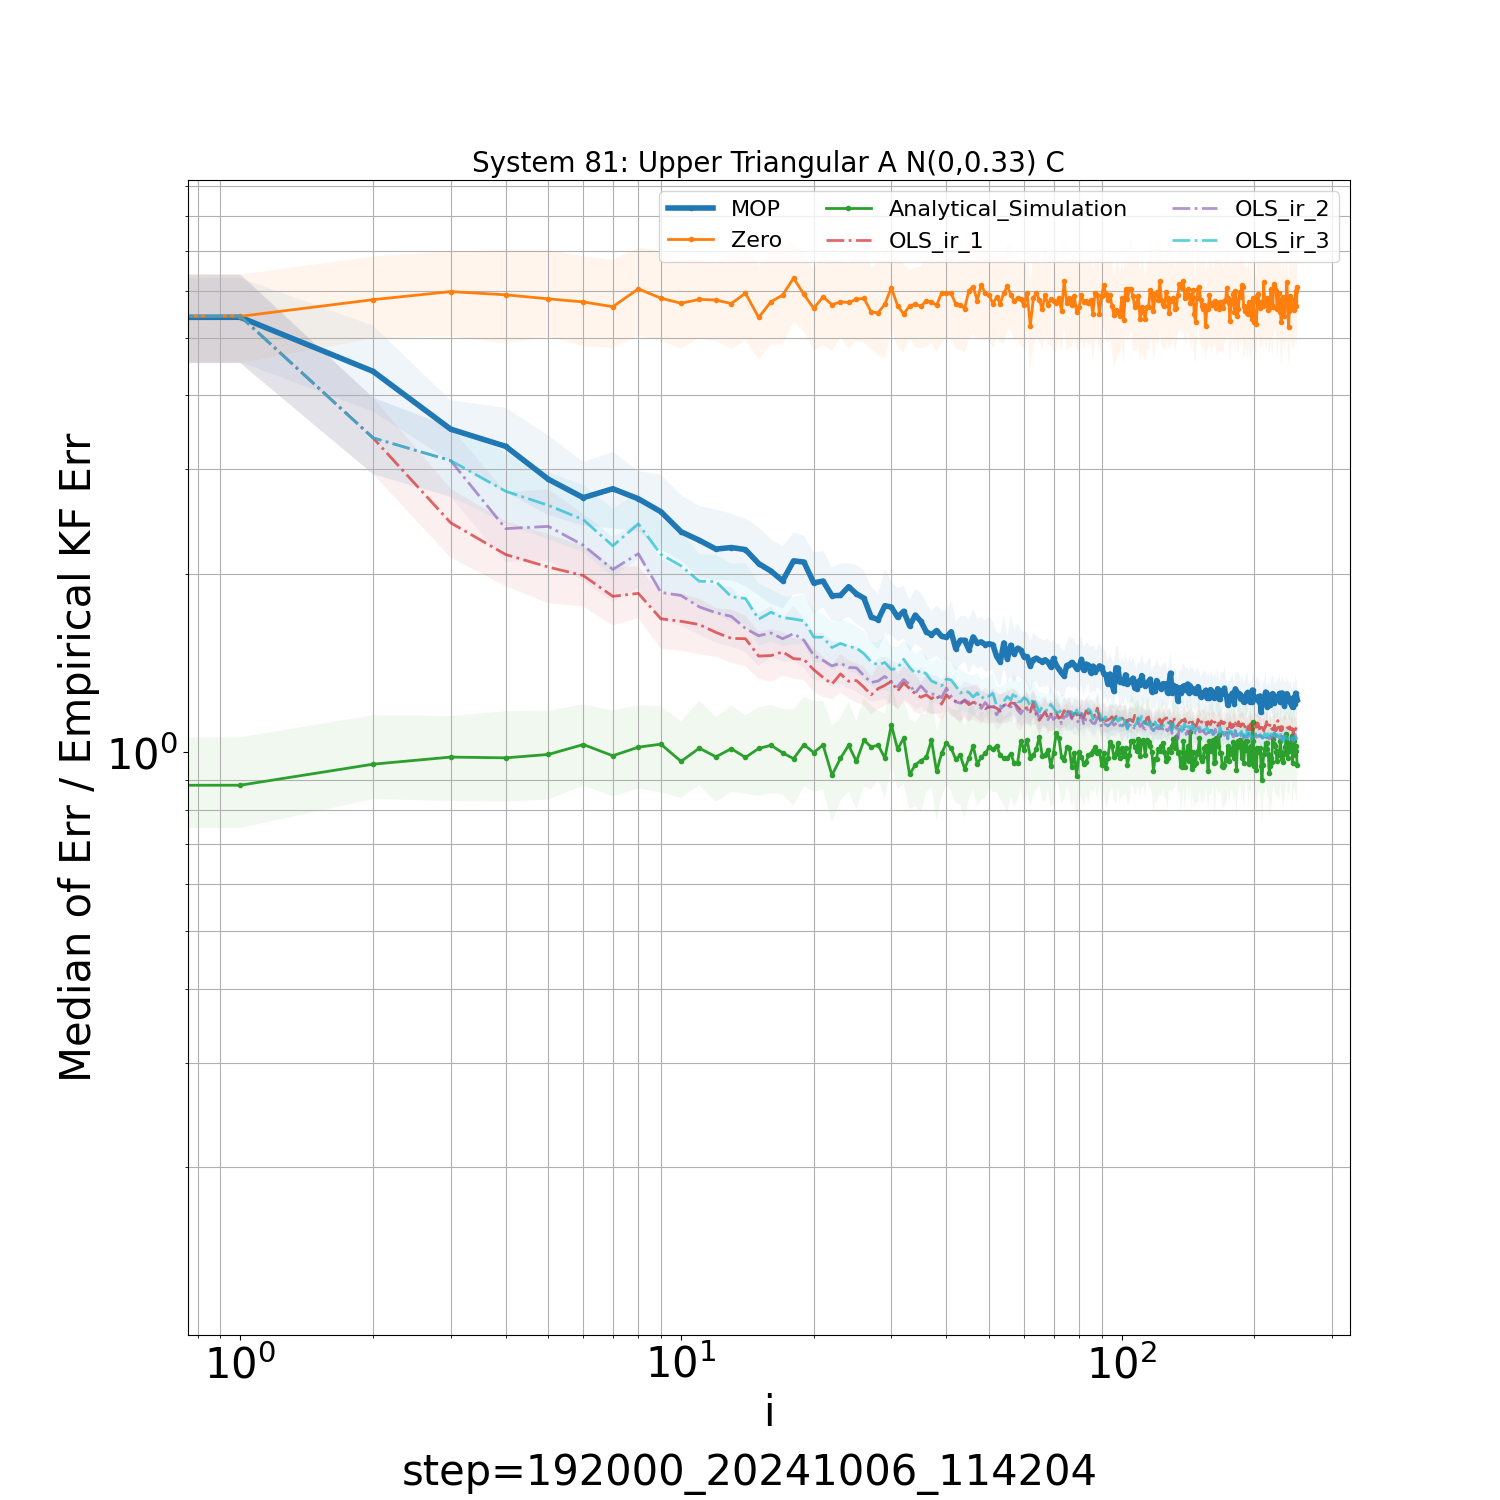 System 81: Upper Triangular A N(0,0.33) C
MOP
Zero
Analytical_Simulation
OLS_ir_1
OLS_ir_2
OLS_ir_3
Median of Err / Empirical KF Err
10⁰
10⁰ 10¹ 10²
i
step=192000_20241006_114204